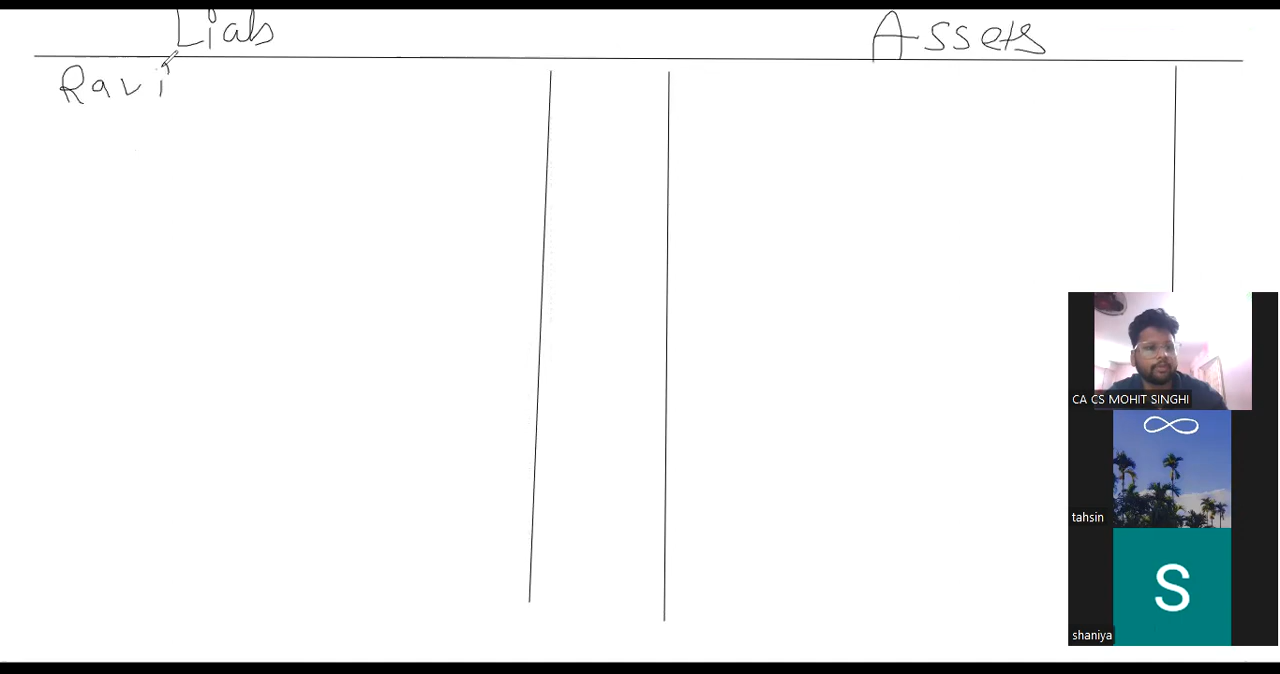 Liab
Assets
Ravi
CA CS MOHIT SINGHI
tahsin
S
shaniya